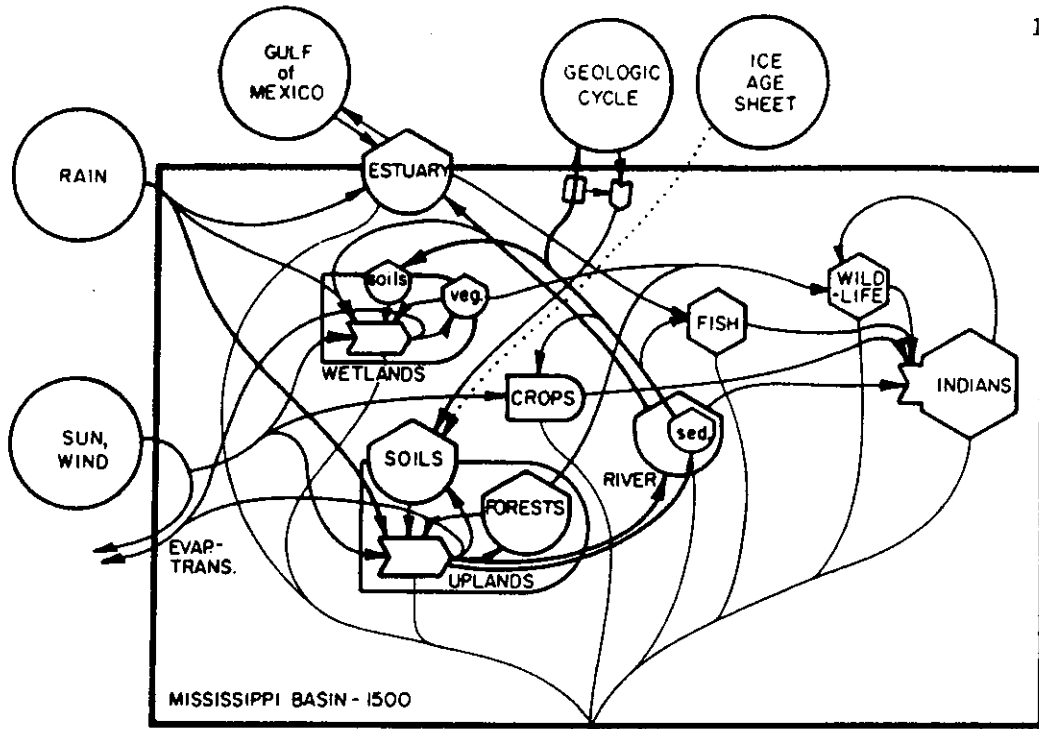 1
GULF
of
MEXICO
GEOLOGIC
CYCLE
ICE
AGE
SHEET
RAIN
ESTUARY
soils
veg.
WILD
-LIFE
FISH
WETLANDS
CROPS
INDIANS
SUN,
WIND
SOILS
sed.
RIVER
FORESTS
EVAP-
TRANS.
UPLANDS
MISSISSIPPI BASIN - 1500